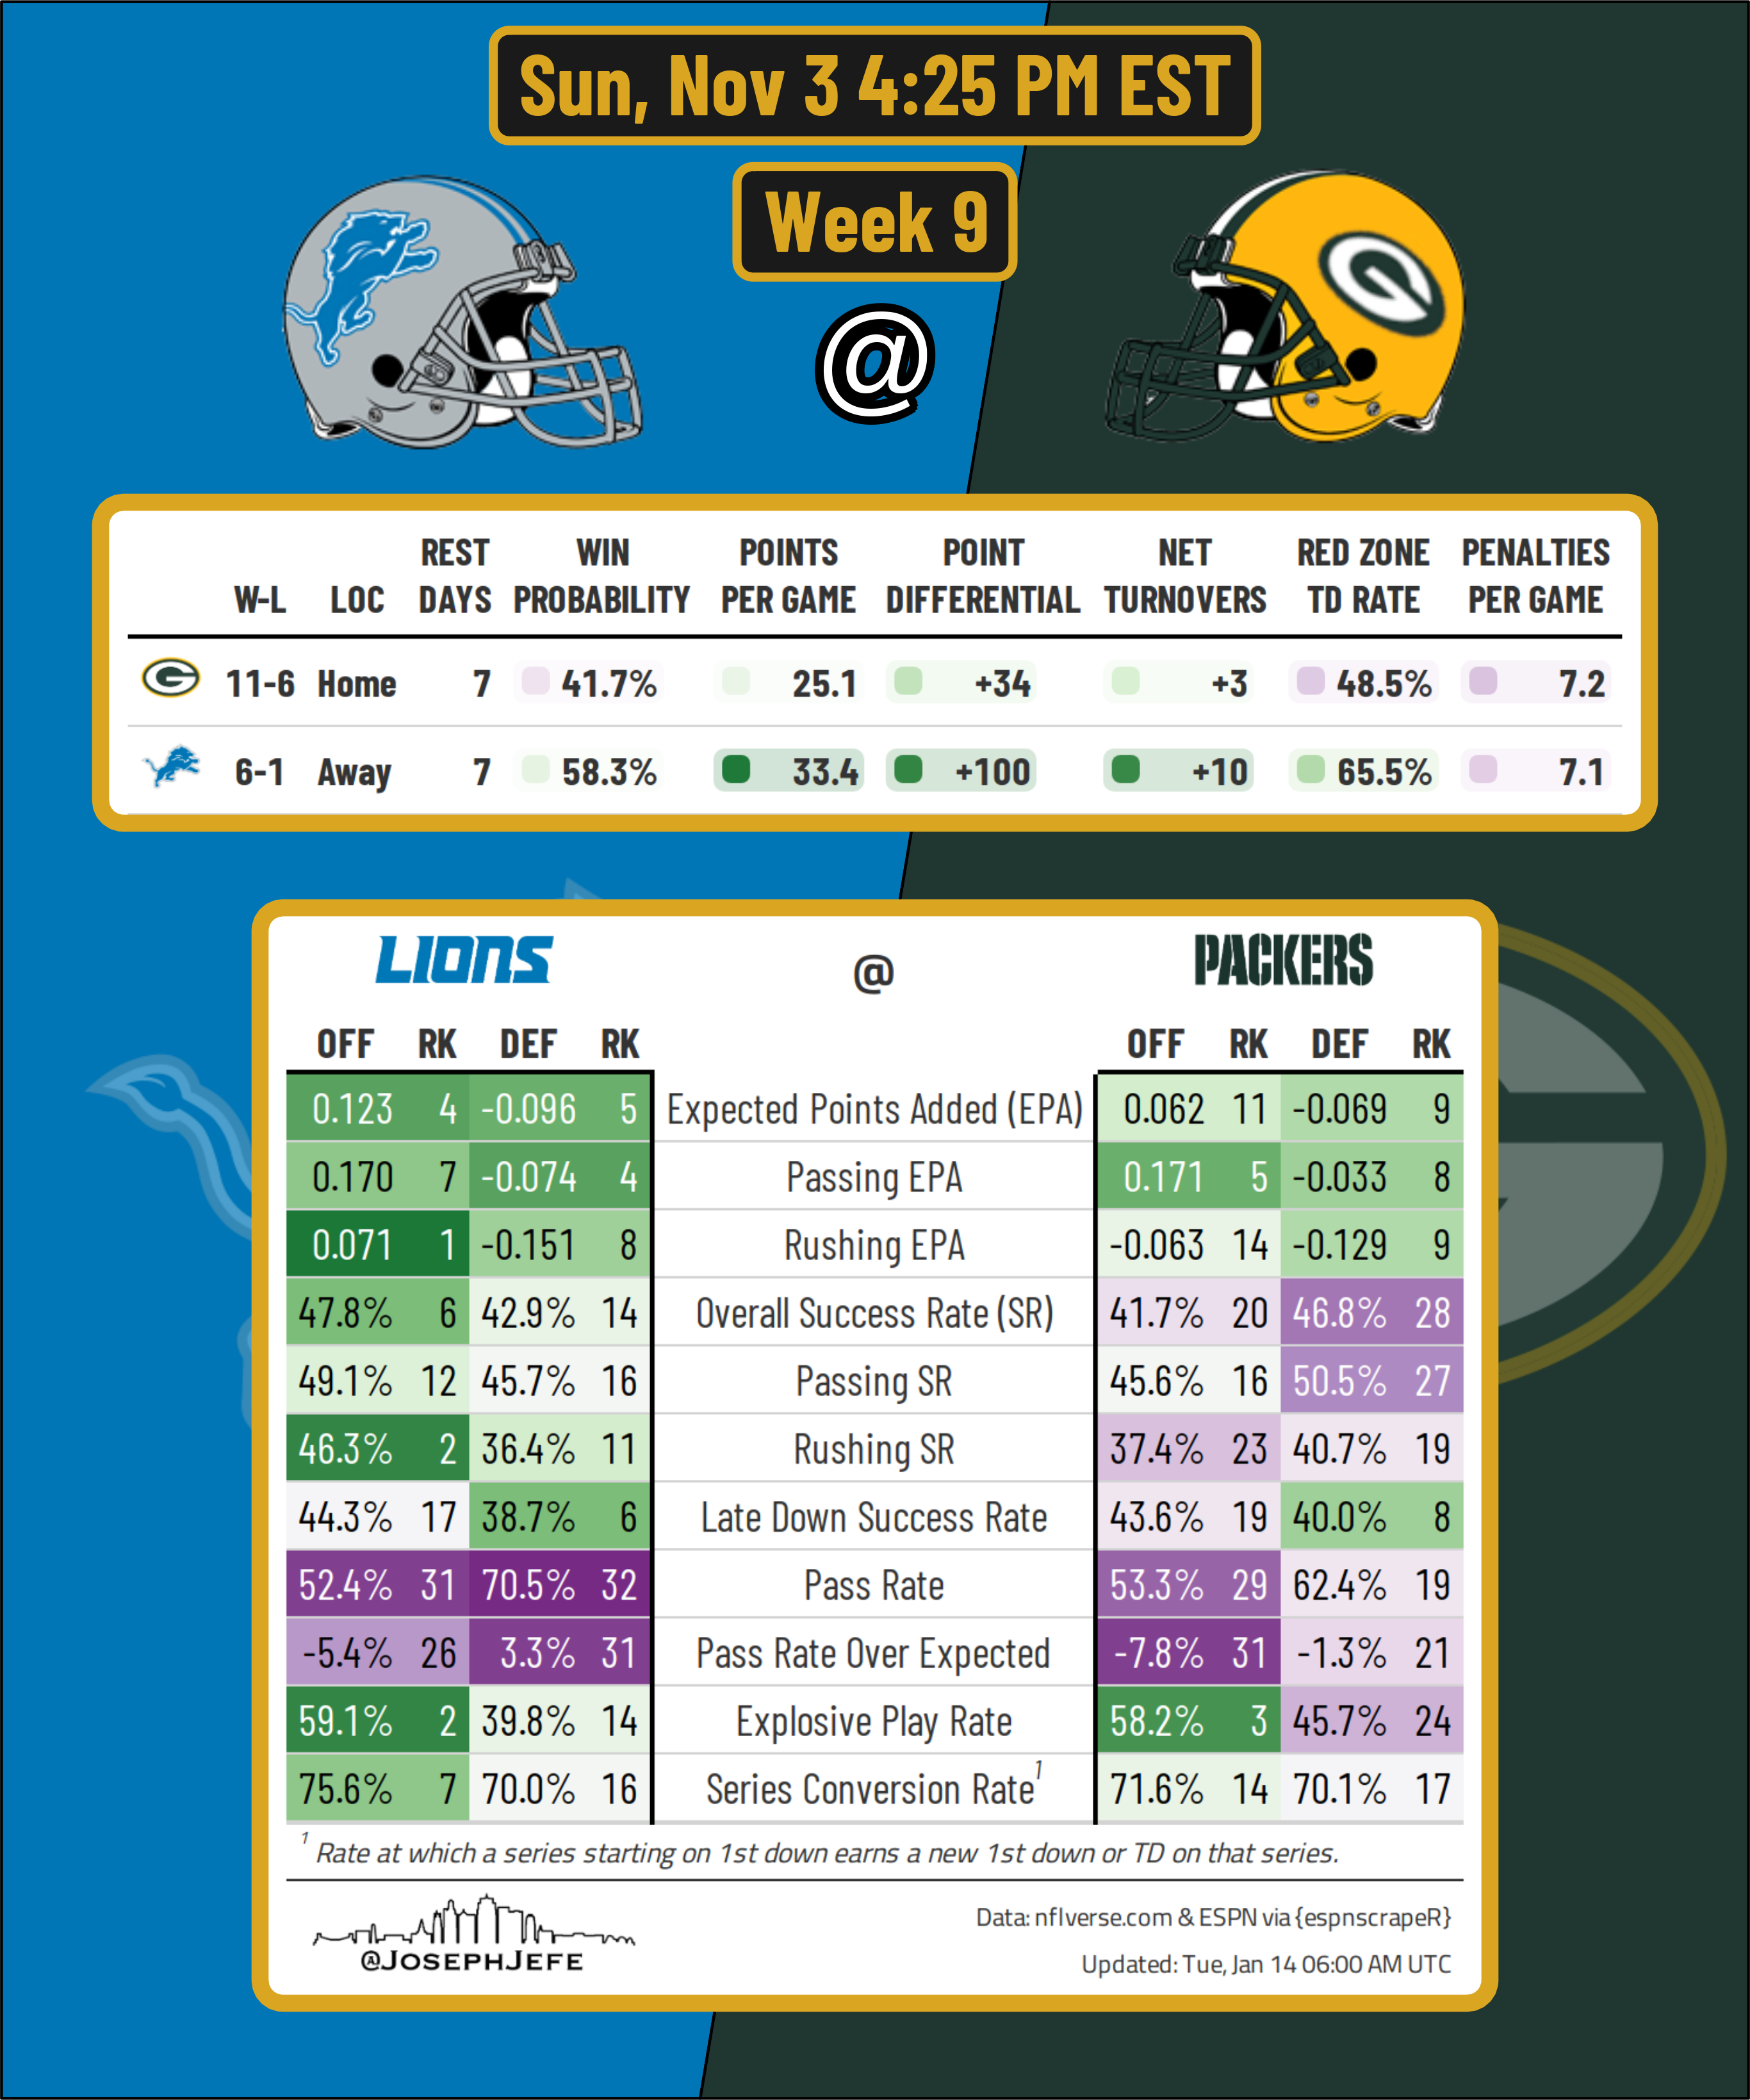 Sun, Nov 3 4:25 PM EST
Week 9
@
REST WIN POINTS POINT NET RED ZONE PENALTIES
W-L LOC DAYS PROBABILITY PER GAME DIFFERENTIAL TURNOVERS TD RATE PER GAME
G 11-6 Home 7 41.7% 25.1 +34 +3 48.5% 7.2
6-1 Away 7 58.3% 33.4 +100 +10 65.5% 7.1
LIONS @ PACKERS
OFF RK DEF RK OFF RK DEF RK
0.123 4 -0.096 5 Expected Points Added (EPA) 0.062 11 -0.069 9
0.170 7 -0.074 4 Passing EPA 0.171 5 -0.033 8
0.071 1 -0.151 8 Rushing EPA -0.063 14 -0.129 9
47.8% 6 42.9% 14 Overall Success Rate (SR) 41.7% 20 46.8% 28
49.1% 12 45.7% 16 Passing SR 45.6% 16 50.5% 27
46.3% 2 36.4% 11 Rushing SR 37.4% 23 40.7% 19
44.3% 17 38.7% 6 Late Down Success Rate 43.6% 19 40.0% 8
52.4% 31 70.5% 32 Pass Rate 53.3% 29 62.4% 19
-5.4% 26 3.3% 31 Pass Rate Over Expected -7.8% 31 -1.3% 21
59.1% 2 39.8% 14 Explosive Play Rate 58.2% 3 45.7% 24
75.6% 7 70.0% 16 Series Conversion Rate¹ 71.6% 14 70.1% 17
¹ Rate at which a series starting on 1st down earns a new 1st down or TD on that series.
@JOSEPHJEFE
Data: nflverse.com & ESPN via {espnscrapeR}
Updated: Tue, Jan 14 06:00 AM UTC